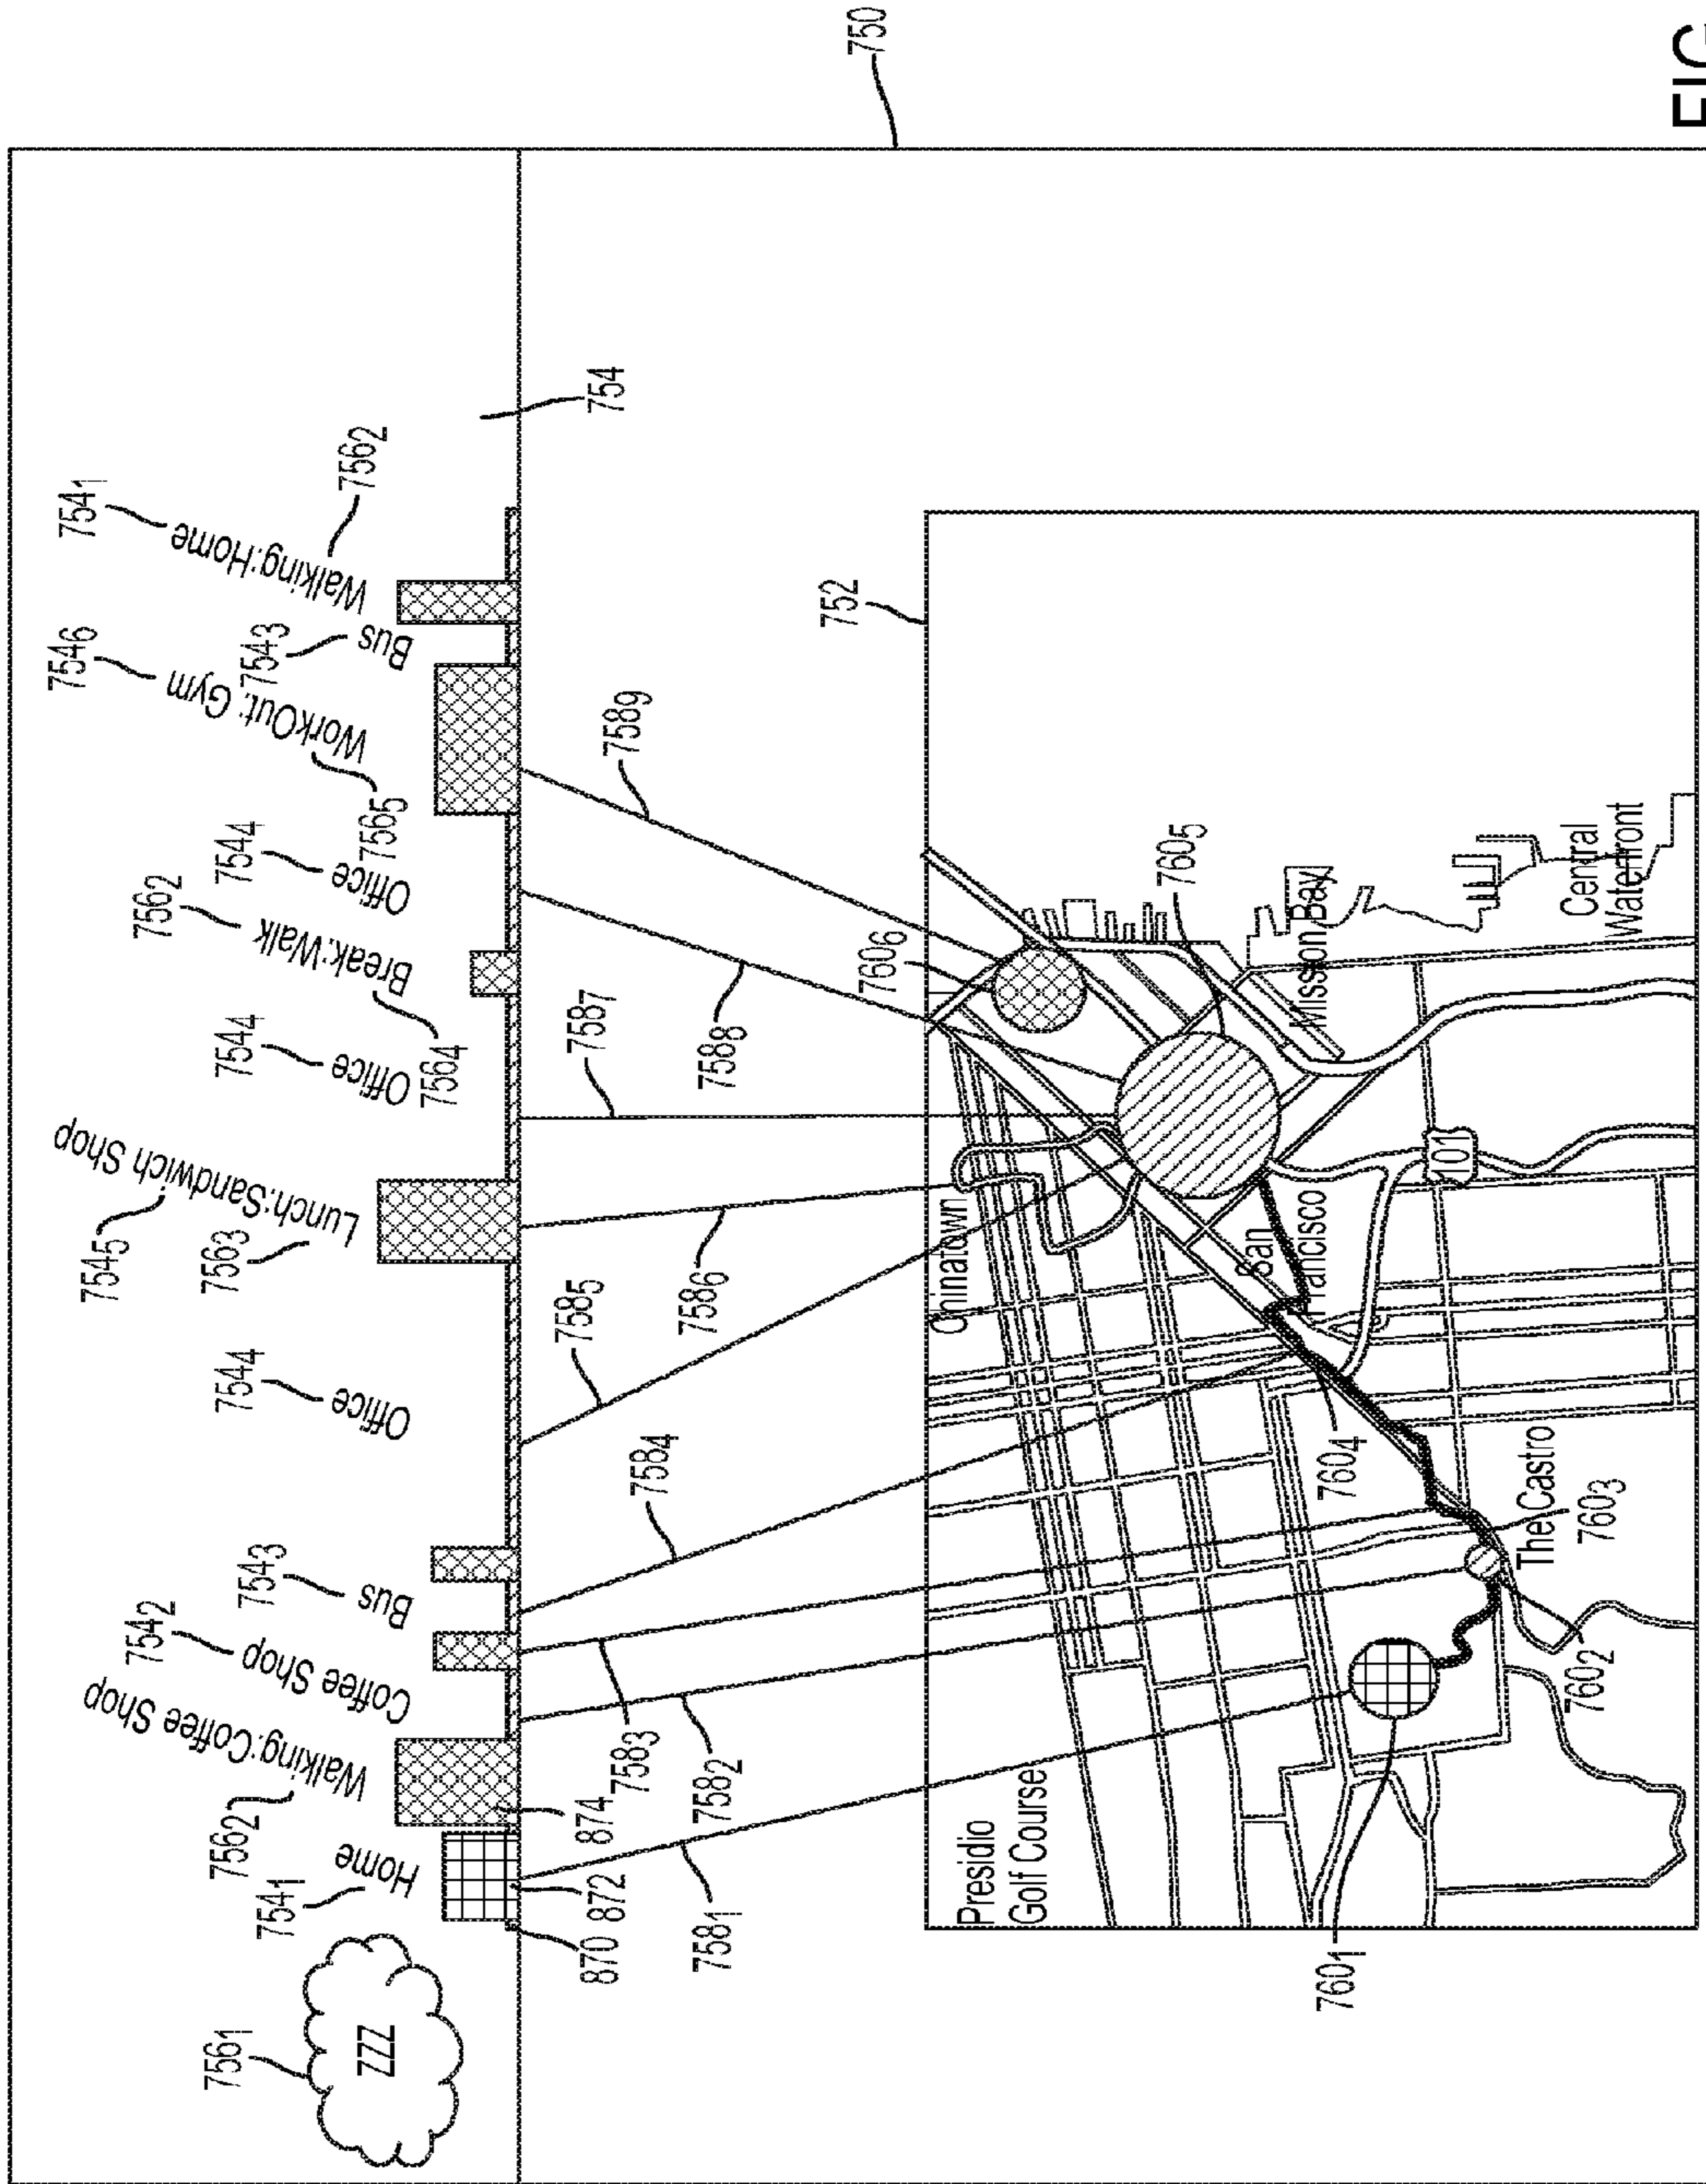 756₁
ZZZ
754₁
Home
756₂
Walking:Coffee Shop
754₂
Coffee Shop
754₃
Bus
754₄
Office
754₅
756₃
Lunch:Sandwich Shop
754₄
Office
756₄
756₂
Break:Walk
754₄
Office
756₅
754₆
WorkOut: Gym
754₃
Bus
754₁
Walking:Home
756₂
754
750
870
872
874
758₁
758₂
758₃
758₄
758₅
758₆
758₇
758₈
758₉
752
Presidio
Golf Course
Chinatown
San
Francisco
The Castro
Mission Bay
Central
Waterfront
101
760₁
760₂
760₃
760₄
760₅
760₆
FIG